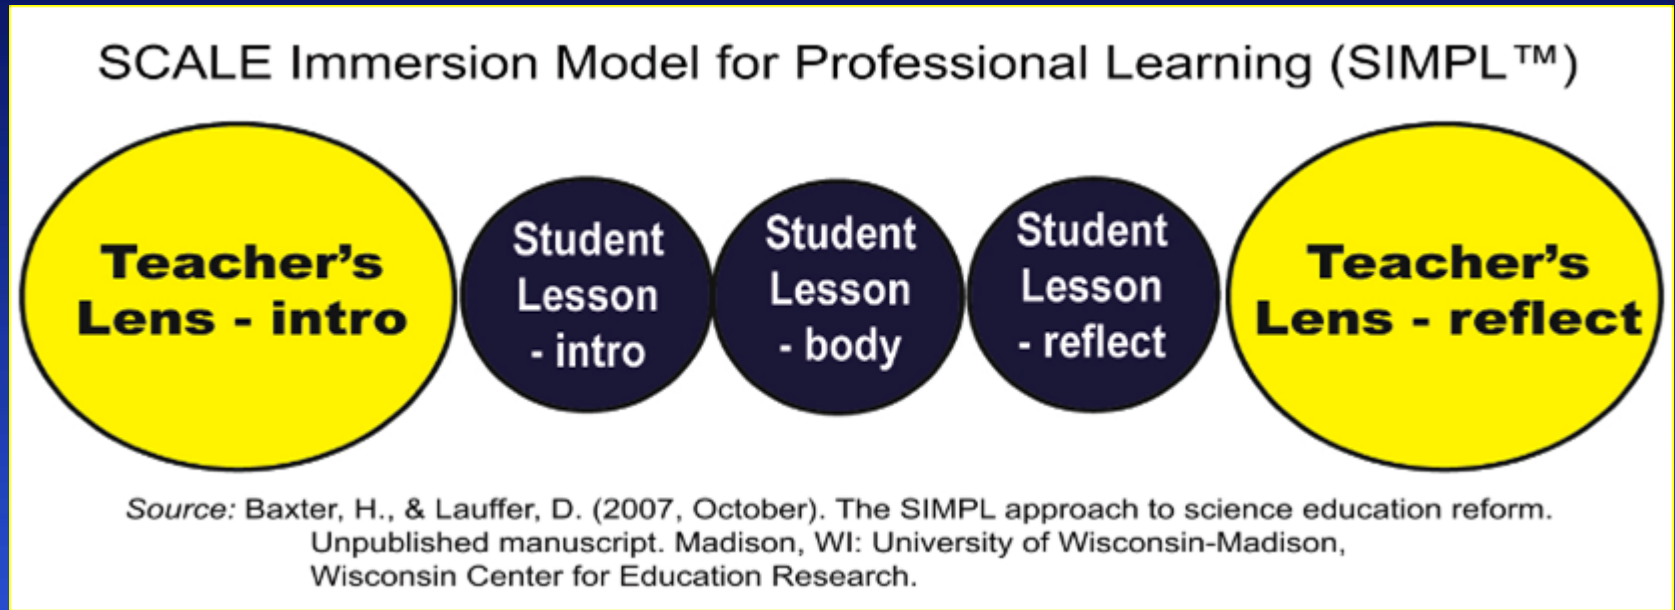 SCALE Immersion Model for Professional Learning (SIMPL™)
Teacher's
Lens - intro
Student
Lesson
- intro
Student
Lesson
- body
Student
Lesson
- reflect
Teacher's
Lens - reflect
Source: Baxter, H., & Lauffer, D. (2007, October). The SIMPL approach to science education reform.
Unpublished manuscript. Madison, WI: University of Wisconsin-Madison,
Wisconsin Center for Education Research.